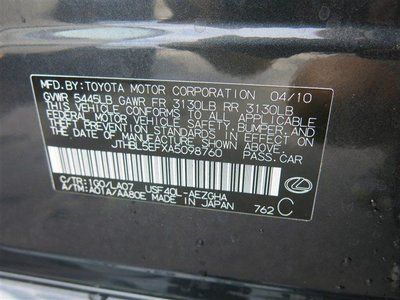 MFD.BY:TOYOTA MOTOR CORPORATION 04/10
GVWR 5445LB GAWR FR 3130LB RR 3130LB
THIS VEHICLE CONFORMS TO ALL APPLICABLE
FEDERAL MOTOR VEHICLE SAFETY,BUMPER,AND
THEFT PREVENTION STANDARDS IN EFFECT ON
THE DATE OF MANUFACTURE SHOWN ABOVE.
JTHBL5EFXA5098760 PASS.CAR
C/TR:1G0/LA07 USF40L-AEZGHA
A/TM:A01A/AA80E MADE IN JAPAN 762 C